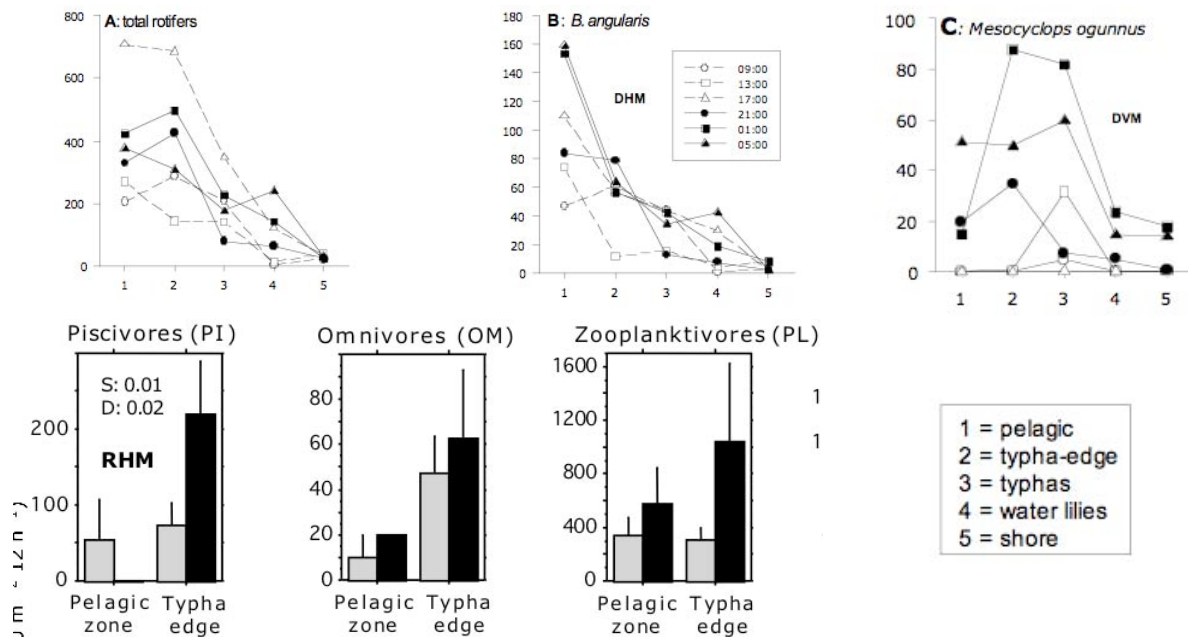 A: total rotifers
800
600
400
200
0
1 2 3 4 5
B: B. angularis
180
160
140
120
100
80
60
40
20
0
DHM
09:00
13:00
17:00
21:00
01:00
05:00
1 2 3 4 5
C: Mesocyclops ogunnus
100
80
60
40
20
0
DVM
1 2 3 4 5
Piscivores (PI)
S: 0.01
D: 0.02
RHM
200
100
0
Pelagic Typha
zone edge
Omnivores (OM)
80
60
40
20
0
Pelagic Typha
zone edge
Zooplanktivores (PL)
1600
1200
800
400
0
Pelagic Typha
zone edge
1
1
1 = pelagic
2 = typha-edge
3 = typhas
4 = water lilies
5 = shore